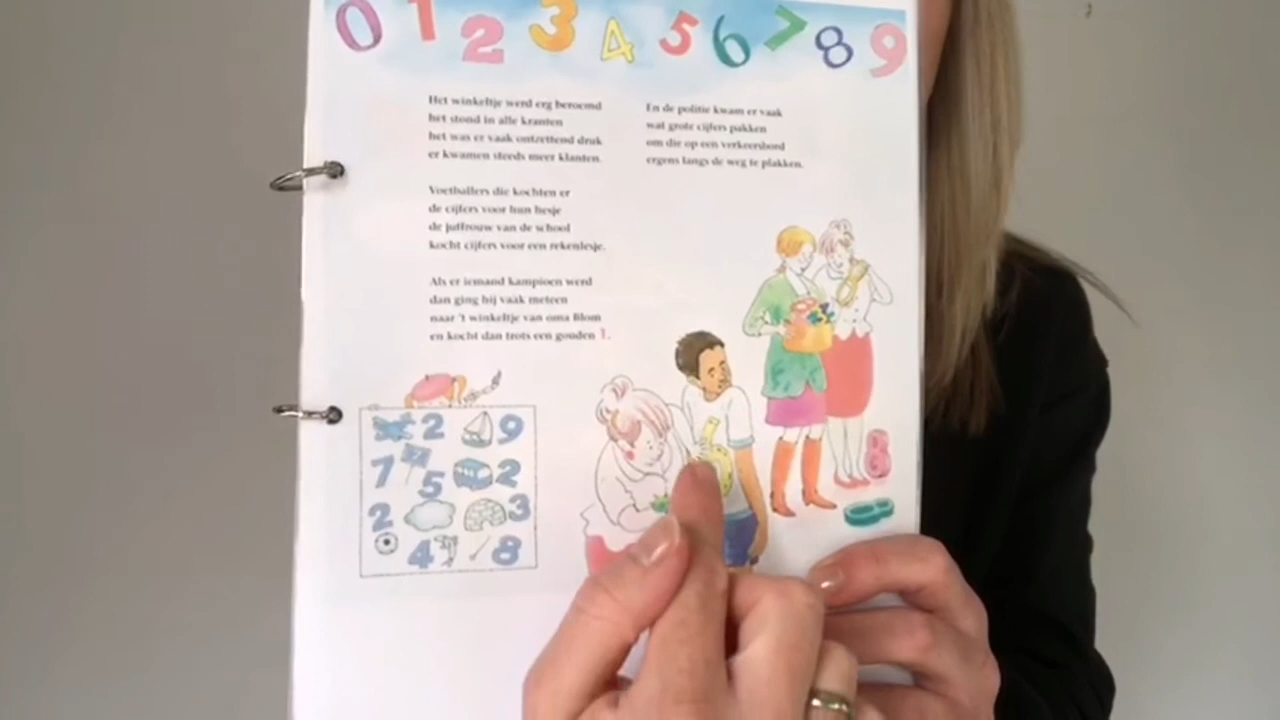 0 1 2 3 4 5 6 7 8 9
Het winkeltje werd erg beroemd
het stond in alle kranten
het was er vaak ontzettend druk
er kwamen steeds meer klanten.
Voetballers die kochten er
de cijfers voor hun hesje
de juffrouw van de school
kocht cijfers voor een rekenlesje.
Als er iemand kampioen werd
dan ging hij vaak meteen
naar 't winkeltje van oma Blom
en kocht dan trots een gouden 1.
En de politie kwam er vaak
wat grote cijfers pakken
om die op een verkeersbord
ergens langs de weg te plakken.
2 9
7 5 2
2 3
4 8
8